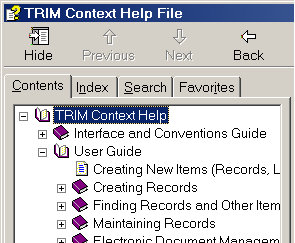 TRIM Context Help File
Hide Previous Next Back
Contents Index Search Favorites
TRIM Context Help
Interface and Conventions Guide
User Guide
Creating New Items (Records, L
Creating Records
Finding Records and Other Item
Maintaining Records
Electronic Document Managem